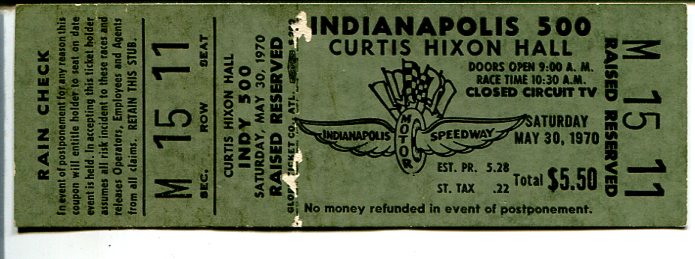 RAIN CHECK
In event of postponement for any reason this
coupon will entitle holder to seat on date
event is held. In accepting this ticket holder
assumes all risk incident to these races and
releases Operators, Employees and Agents
from all claims. RETAIN THIS STUB.
M 15 11
SEC. ROW SEAT
CURTIS HIXON HALL
INDY 500
SATURDAY, MAY 30, 1970
RAISED RESERVED
GLOBE TICKET CO., ATL.
INDIANAPOLIS 500
CURTIS HIXON HALL
DOORS OPEN 9:00 A.M.
RACE TIME 10:30 A.M.
CLOSED CIRCUIT TV
INDIANAPOLIS MOTOR SPEEDWAY
SATURDAY
MAY 30, 1970
EST. PR. 5.28
ST. TAX .22
Total $5.50
No money refunded in event of postponement.
RAISED RESERVED
M 15 11